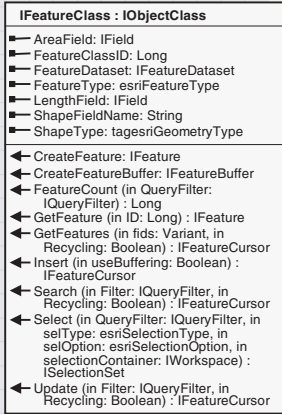 IFeatureClass : IObjectClass
AreaField: IField
FeatureClassID: Long
FeatureDataset: IFeatureDataset
FeatureType: esriFeatureType
LengthField: IField
ShapeFieldName: String
ShapeType: tagesriGeometryType
CreateFeature: IFeature
CreateFeatureBuffer: IFeatureBuffer
FeatureCount (in QueryFilter:
IQueryFilter) : Long
GetFeature (in ID: Long) : IFeature
GetFeatures (in fids: Variant, in
Recycling: Boolean) : IFeatureCursor
Insert (in useBuffering: Boolean) :
IFeatureCursor
Search (in Filter: IQueryFilter, in
Recycling: Boolean) : IFeatureCursor
Select (in QueryFilter: IQueryFilter, in
selType: esriSelectionType, in
selOption: esriSelectionOption, in
selectionContainer: IWorkspace) :
ISelectionSet
Update (in Filter: IQueryFilter, in
Recycling: Boolean) : IFeatureCursor